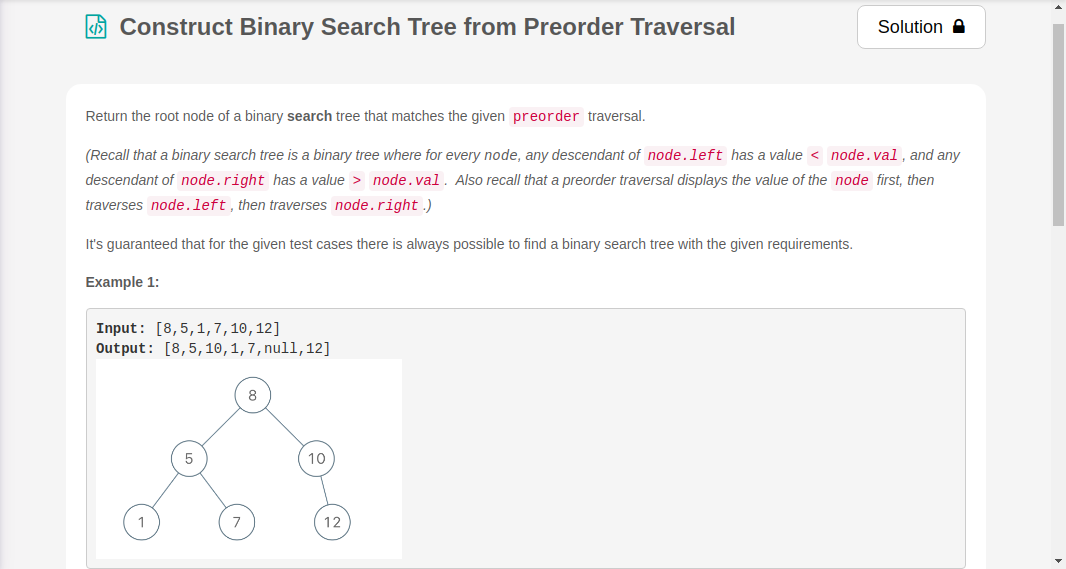 Construct Binary Search Tree from Preorder Traversal
Solution
Return the root node of a binary search tree that matches the given preorder traversal.
(Recall that a binary search tree is a binary tree where for every node, any descendant of node.left has a value < node.val, and any
descendant of node.right has a value > node.val.  Also recall that a preorder traversal displays the value of the node first, then
traverses node.left, then traverses node.right.)
It's guaranteed that for the given test cases there is always possible to find a binary search tree with the given requirements.
Example 1:
Input: [8,5,1,7,10,12]
Output: [8,5,10,1,7,null,12]
8
5 10
1 7 12